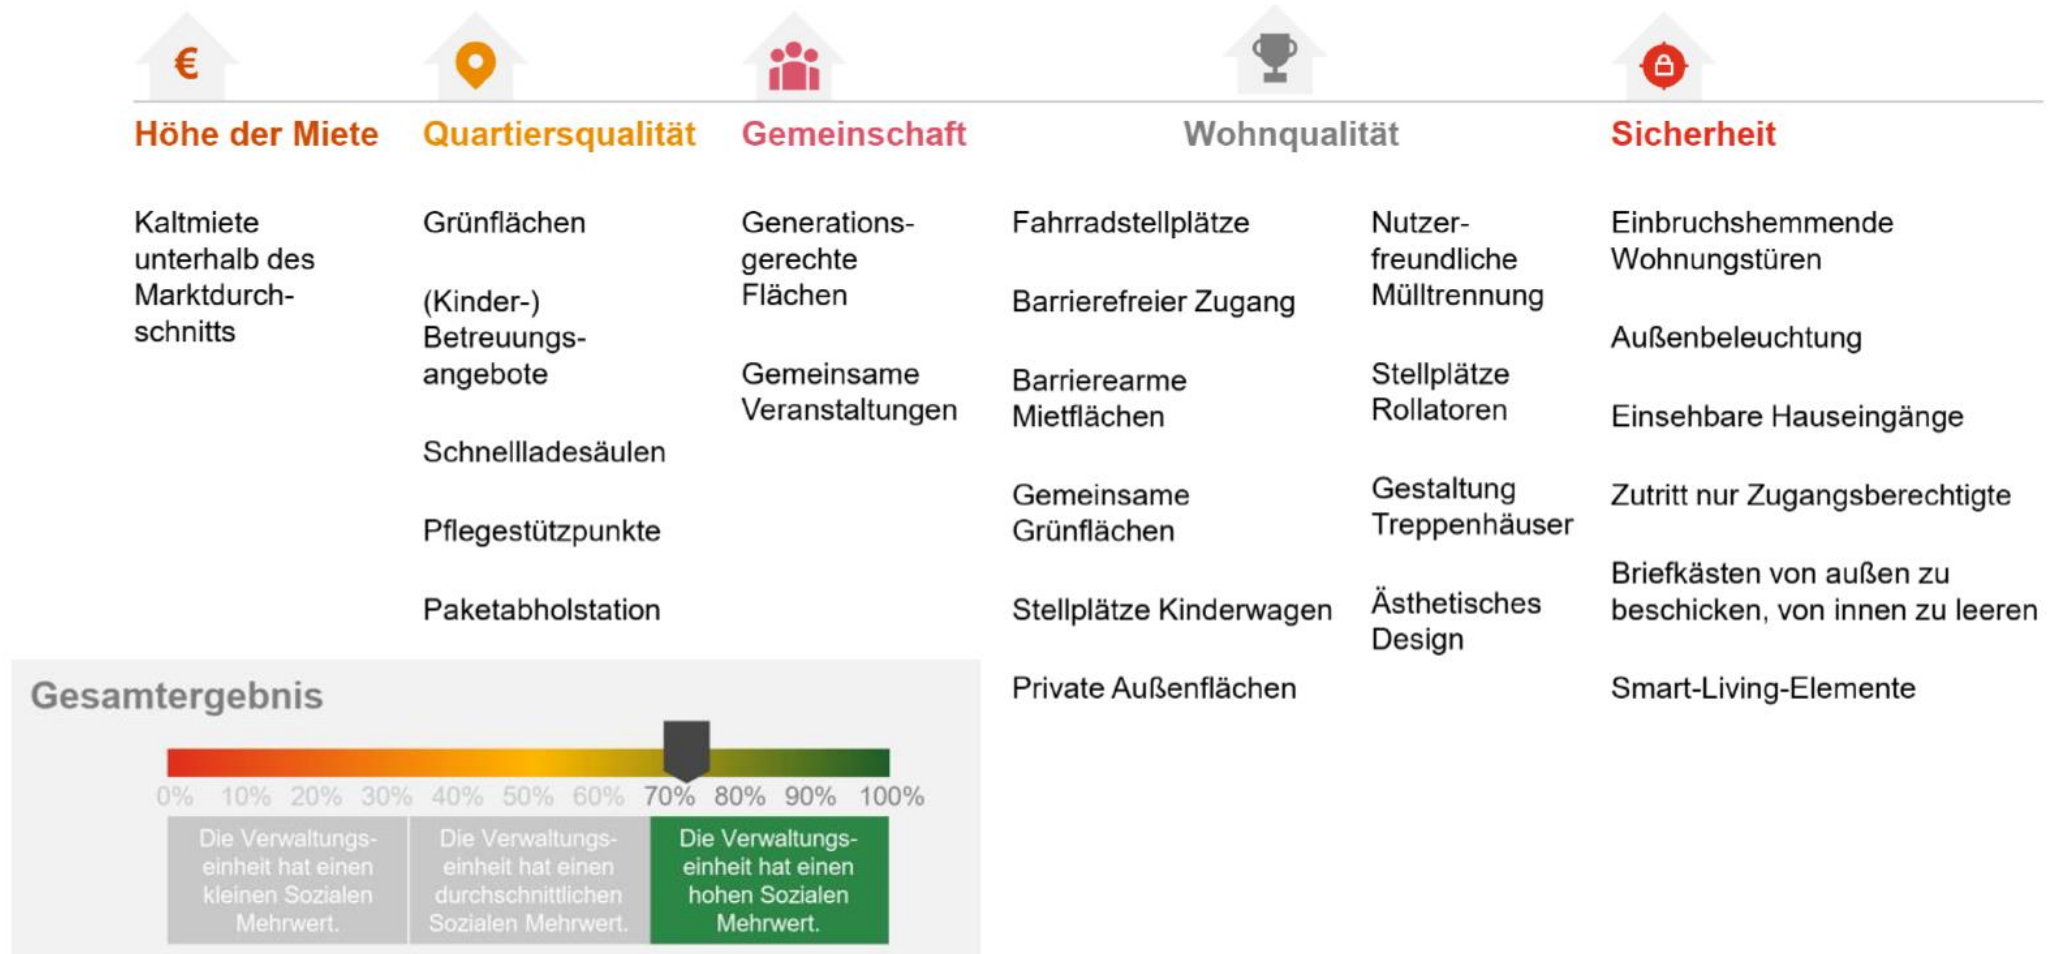 €
Höhe der Miete
Kaltmiete
unterhalb des
Marktdurch-
schnitts
Quartiersqualität
Grünflächen
(Kinder-)
Betreuungs-
angebote
Schnellladesäulen
Pflegestützpunkte
Paketabholstation
Gemeinschaft
Generations-
gerechte
Flächen
Gemeinsame
Veranstaltungen
Wohnqualität
Fahrradstellplätze
Barrierefreier Zugang
Barrierearme
Mietflächen
Gemeinsame
Grünflächen
Stellplätze Kinderwagen
Private Außenflächen
Nutzer-
freundliche
Mülltrennung
Stellplätze
Rollatoren
Gestaltung
Treppenhäuser
Ästhetisches
Design
Sicherheit
Einbruchshemmende
Wohnungstüren
Außenbeleuchtung
Einsehbare Hauseingänge
Zutritt nur Zugangsberechtigte
Briefkästen von außen zu
beschicken, von innen zu leeren
Smart-Living-Elemente
Gesamtergebnis
0% 10% 20% 30% 40% 50% 60% 70% 80% 90% 100%
Die Verwaltungs-
einheit hat einen
kleinen Sozialen
Mehrwert.
Die Verwaltungs-
einheit hat einen
durchschnittlichen
Sozialen Mehrwert.
Die Verwaltungs-
einheit hat einen
hohen Sozialen
Mehrwert.